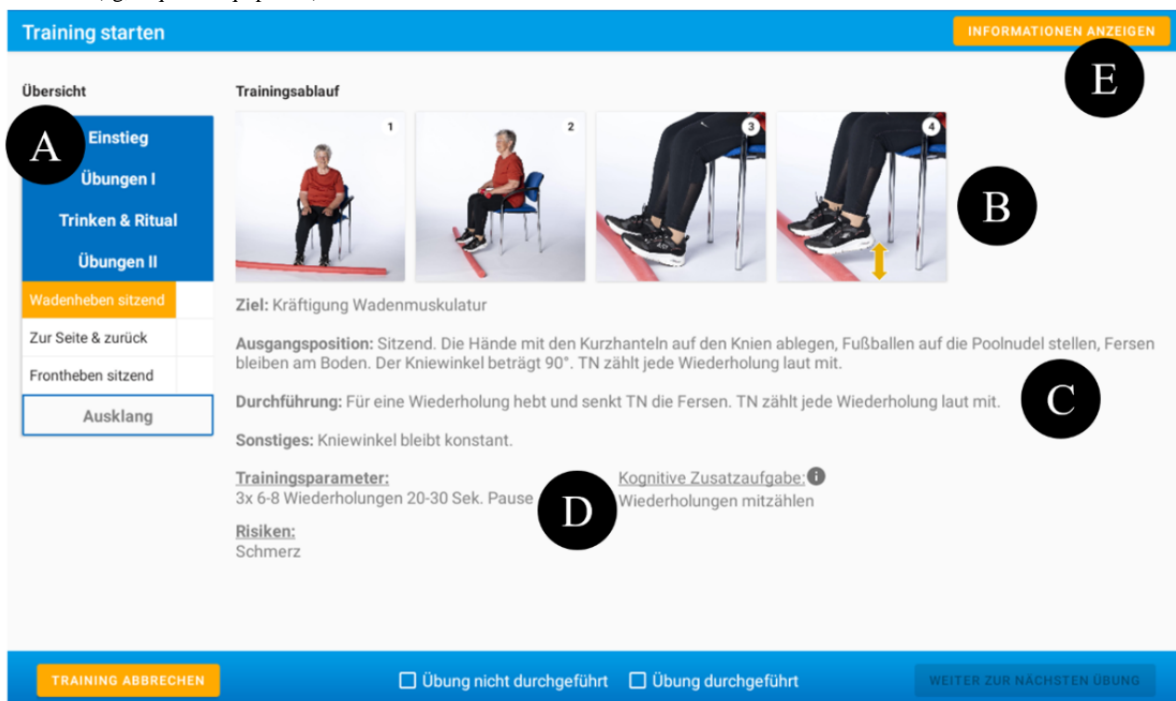 Training starten
INFORMATIONEN ANZEIGEN
E
Übersicht
Trainingsablauf
A
Einstieg
Übungen I
Trinken & Ritual
Übungen II
Wadenheben sitzend
Zur Seite & zurück
Frontheben sitzend
Ausklang
1
2
3
4
B
Ziel: Kräftigung Wadenmuskulatur
Ausgangsposition: Sitzend. Die Hände mit den Kurzhanteln auf den Knien ablegen, Fußballen auf die Poolnudel stellen, Fersen
bleiben am Boden. Der Kniewinkel beträgt 90°. TN zählt jede Wiederholung laut mit.
Durchführung: Für eine Wiederholung hebt und senkt TN die Fersen. TN zählt jede Wiederholung laut mit.
C
Sonstiges: Kniewinkel bleibt konstant.
Trainingsparameter:
3x 6-8 Wiederholungen 20-30 Sek. Pause
D
Kognitive Zusatzaufgabe: i
Wiederholungen mitzählen
Risiken:
Schmerz
TRAINING ABBRECHEN
Übung nicht durchgeführt
Übung durchgeführt
WEITER ZUR NÄCHSTEN ÜBUNG